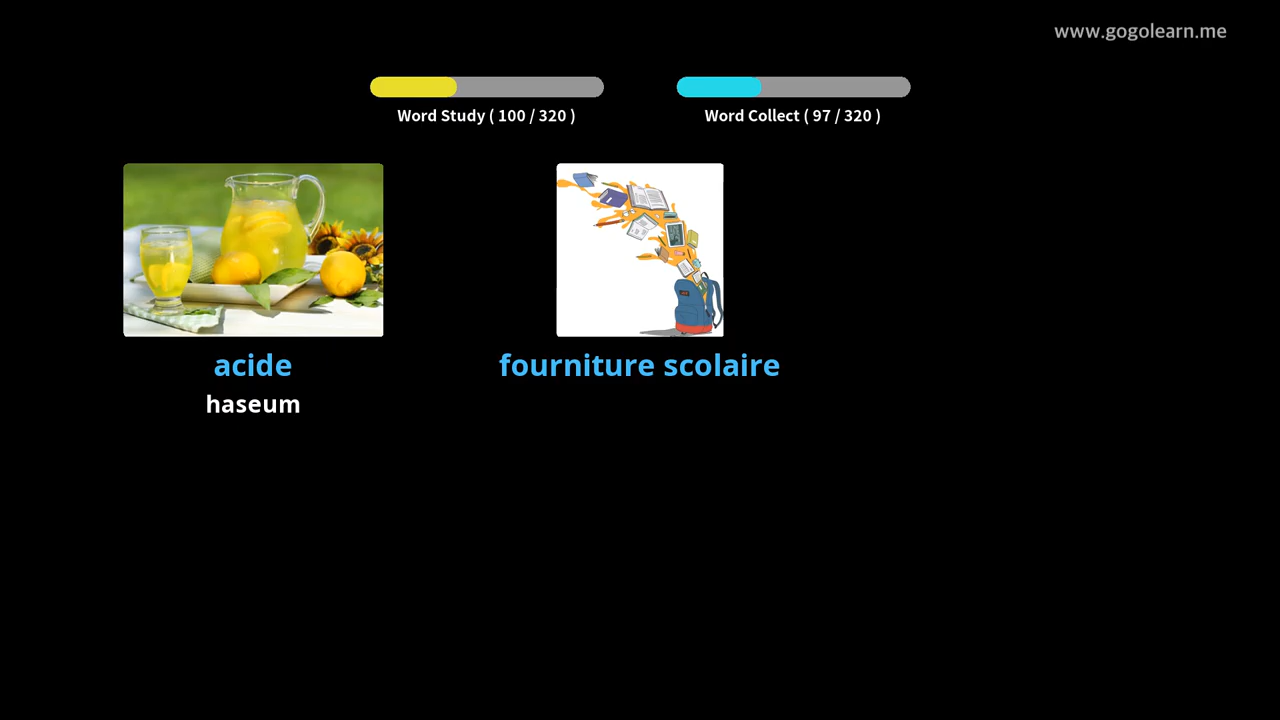 www.gogolearn.me
Word Study ( 100 / 320 )
Word Collect ( 97 / 320 )
acide
fourniture scolaire
haseum